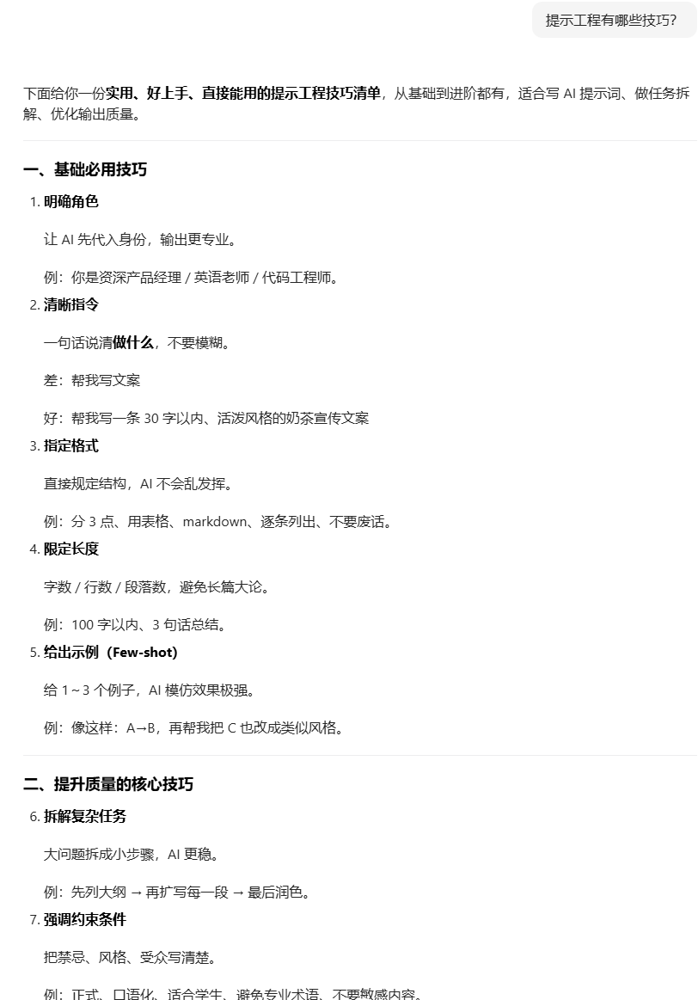 提示工程有哪些技巧？
下面给你一份实用、好上手、直接能用的提示工程技巧清单，从基础到进阶都有，适合写 AI 提示词、做任务拆
解、优化输出质量。
一、基础必用技巧
1. 明确角色
让 AI 先代入身份，输出更专业。
例：你是资深产品经理 / 英语老师 / 代码工程师。
2. 清晰指令
一句话说清做什么，不要模糊。
差：帮我写文案
好：帮我写一条 30 字以内、活泼风格的奶茶宣传文案
3. 指定格式
直接规定结构，AI 不会乱发挥。
例：分 3 点、用表格、markdown、逐条列出、不要废话。
4. 限定长度
字数 / 行数 / 段落数，避免长篇大论。
例：100 字以内、3 句话总结。
5. 给出示例（Few-shot）
给 1～3 个例子，AI 模仿效果极强。
例：像这样：A→B，再帮我把 C 也改成类似风格。
二、提升质量的核心技巧
6. 拆解复杂任务
大问题拆成小步骤，AI 更稳。
例：先列大纲 → 再扩写每一段 → 最后润色。
7. 强调约束条件
把禁忌、风格、受众写清楚。
例：正式、口语化、适合学生、避免专业术语、不要敏感内容。